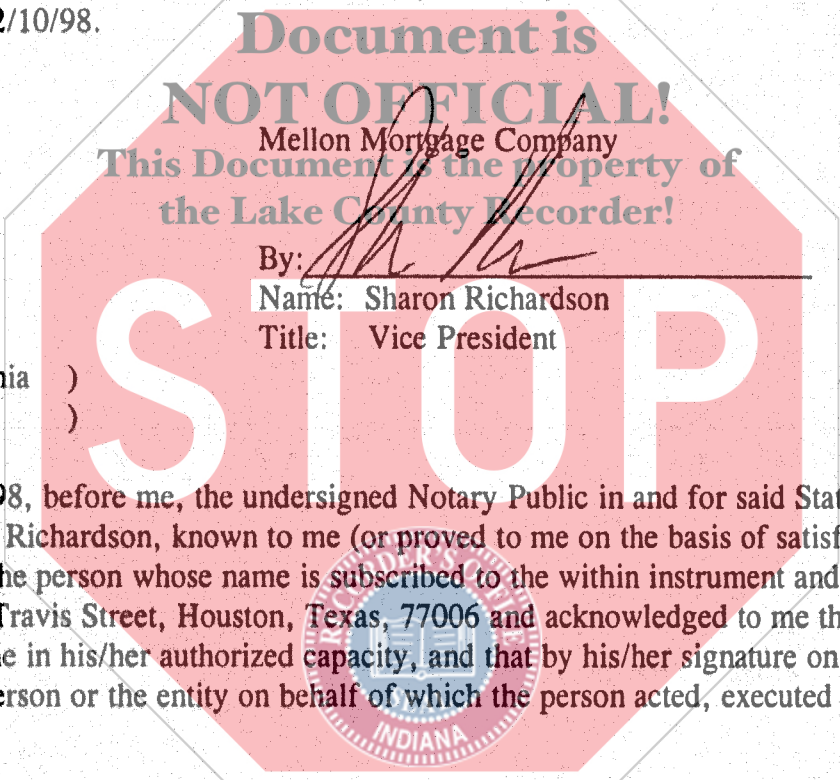 2/10/98.
Document is
NOT OFFICIAL!
Mellon Mortgage Company
This Document is the property of
the Lake County Recorder!
By:
Name: Sharon Richardson
Title: Vice President
nia )
)
STOP
98, before me, the undersigned Notary Public in and for said Stat
Richardson, known to me (or proved to me on the basis of satisf
he person whose name is subscribed to the within instrument and
Travis Street, Houston, Texas, 77006 and acknowledged to me th
e in his/her authorized capacity, and that by his/her signature on
erson or the entity on behalf of which the person acted, executed
RECORDER'S OFFICE
INDIANA